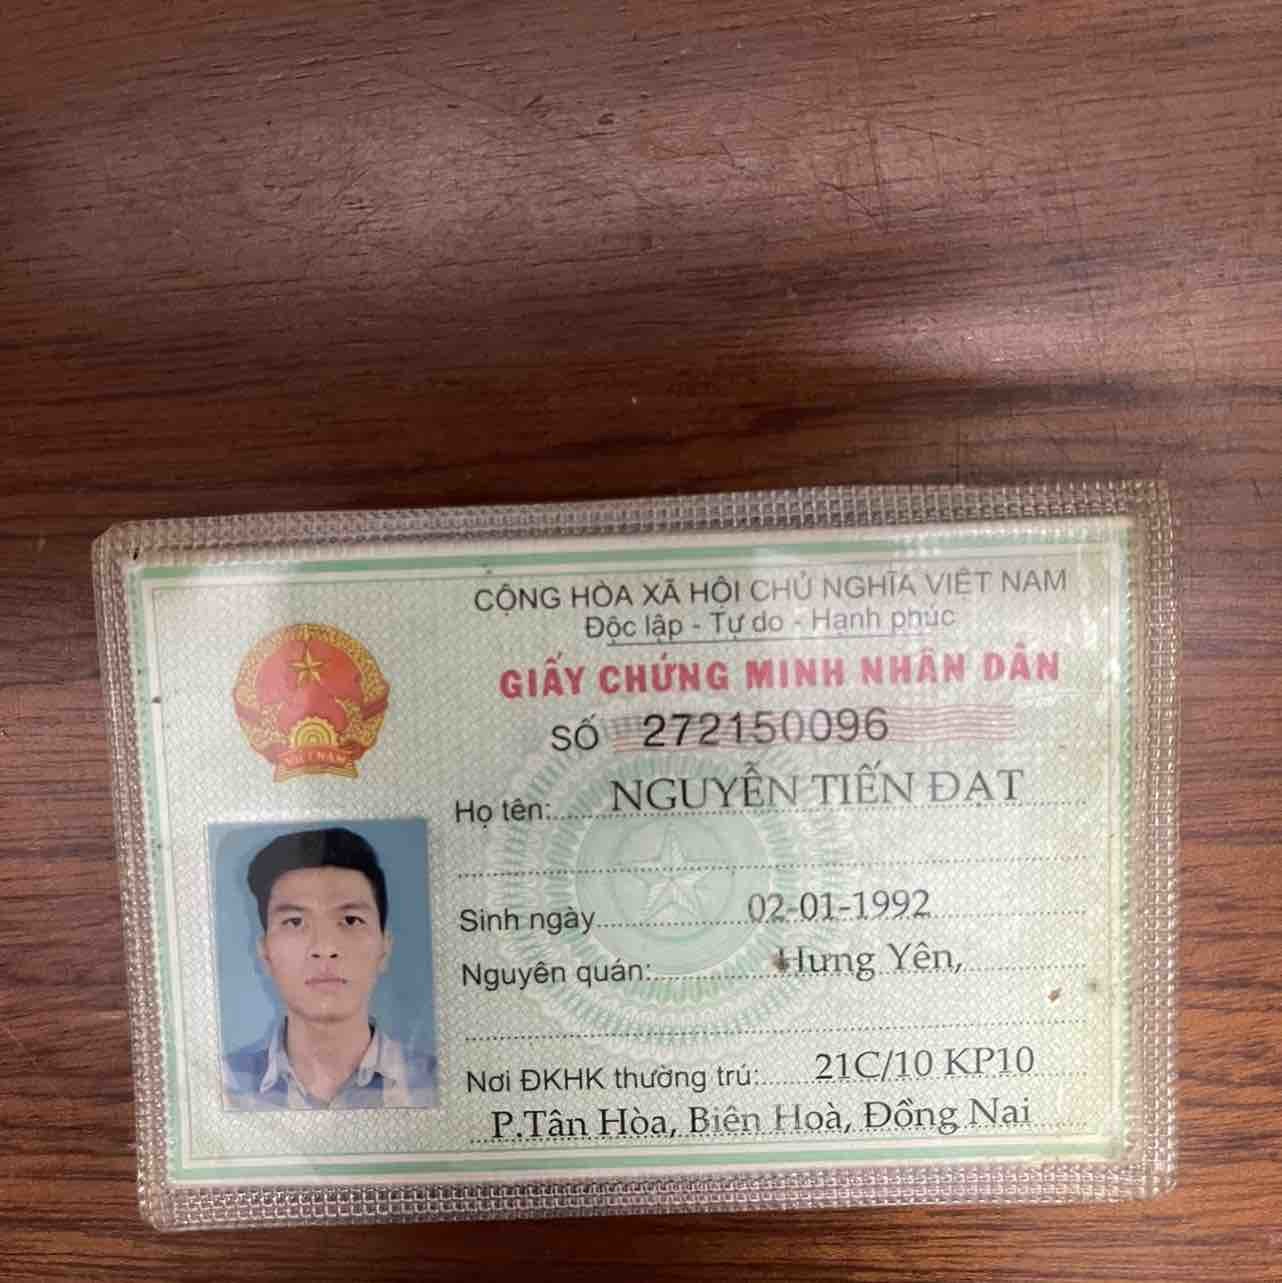 CỘNG HÒA XÃ HỘI CHỦ NGHĨA VIỆT NAM
Độc lập - Tự do - Hạnh phúc
GIẤY CHỨNG MINH NHÂN DÂN
SỐ 272150096
VIỆT NAM
Họ tên: NGUYỄN TIẾN ĐẠT
Sinh ngày 02-01-1992
Nguyên quán: Hưng Yên,
Nơi ĐKHK thường trú: 21C/10 KP10
P.Tân Hòa, Biên Hoà, Đồng Nai